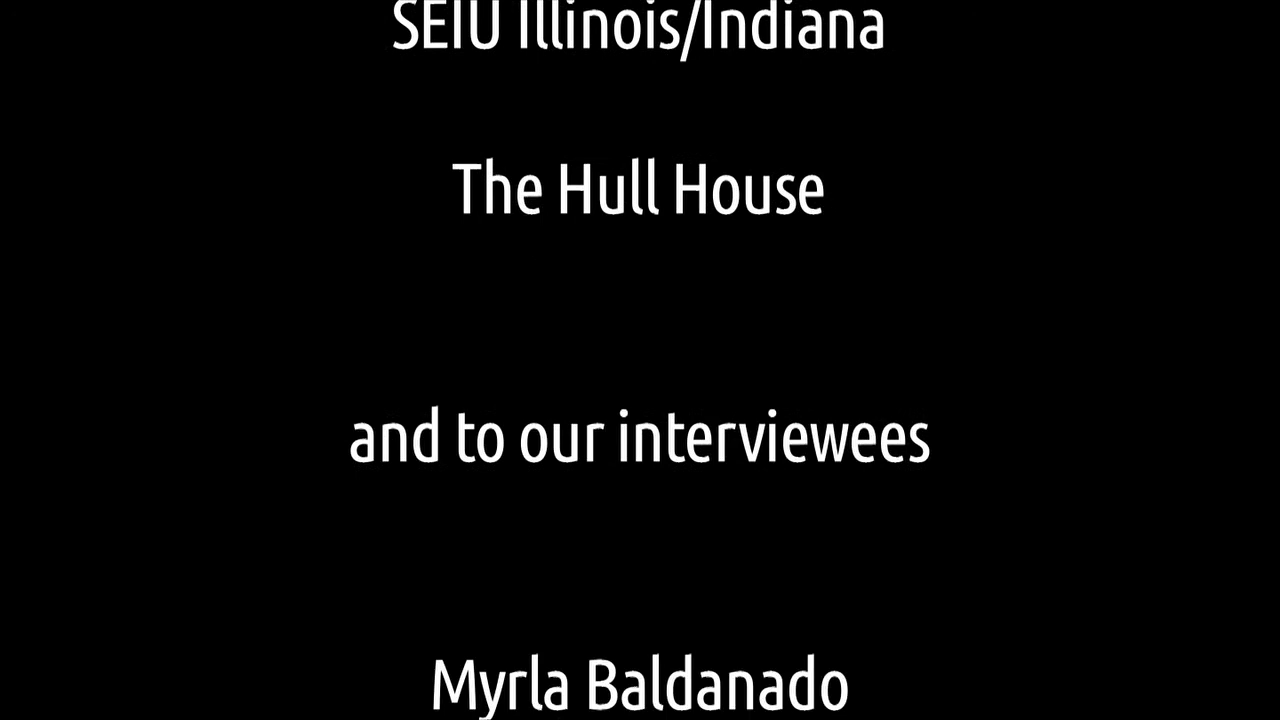 SEIU Illinois/Indiana
The Hull House
and to our interviewees
Myrla Baldanado